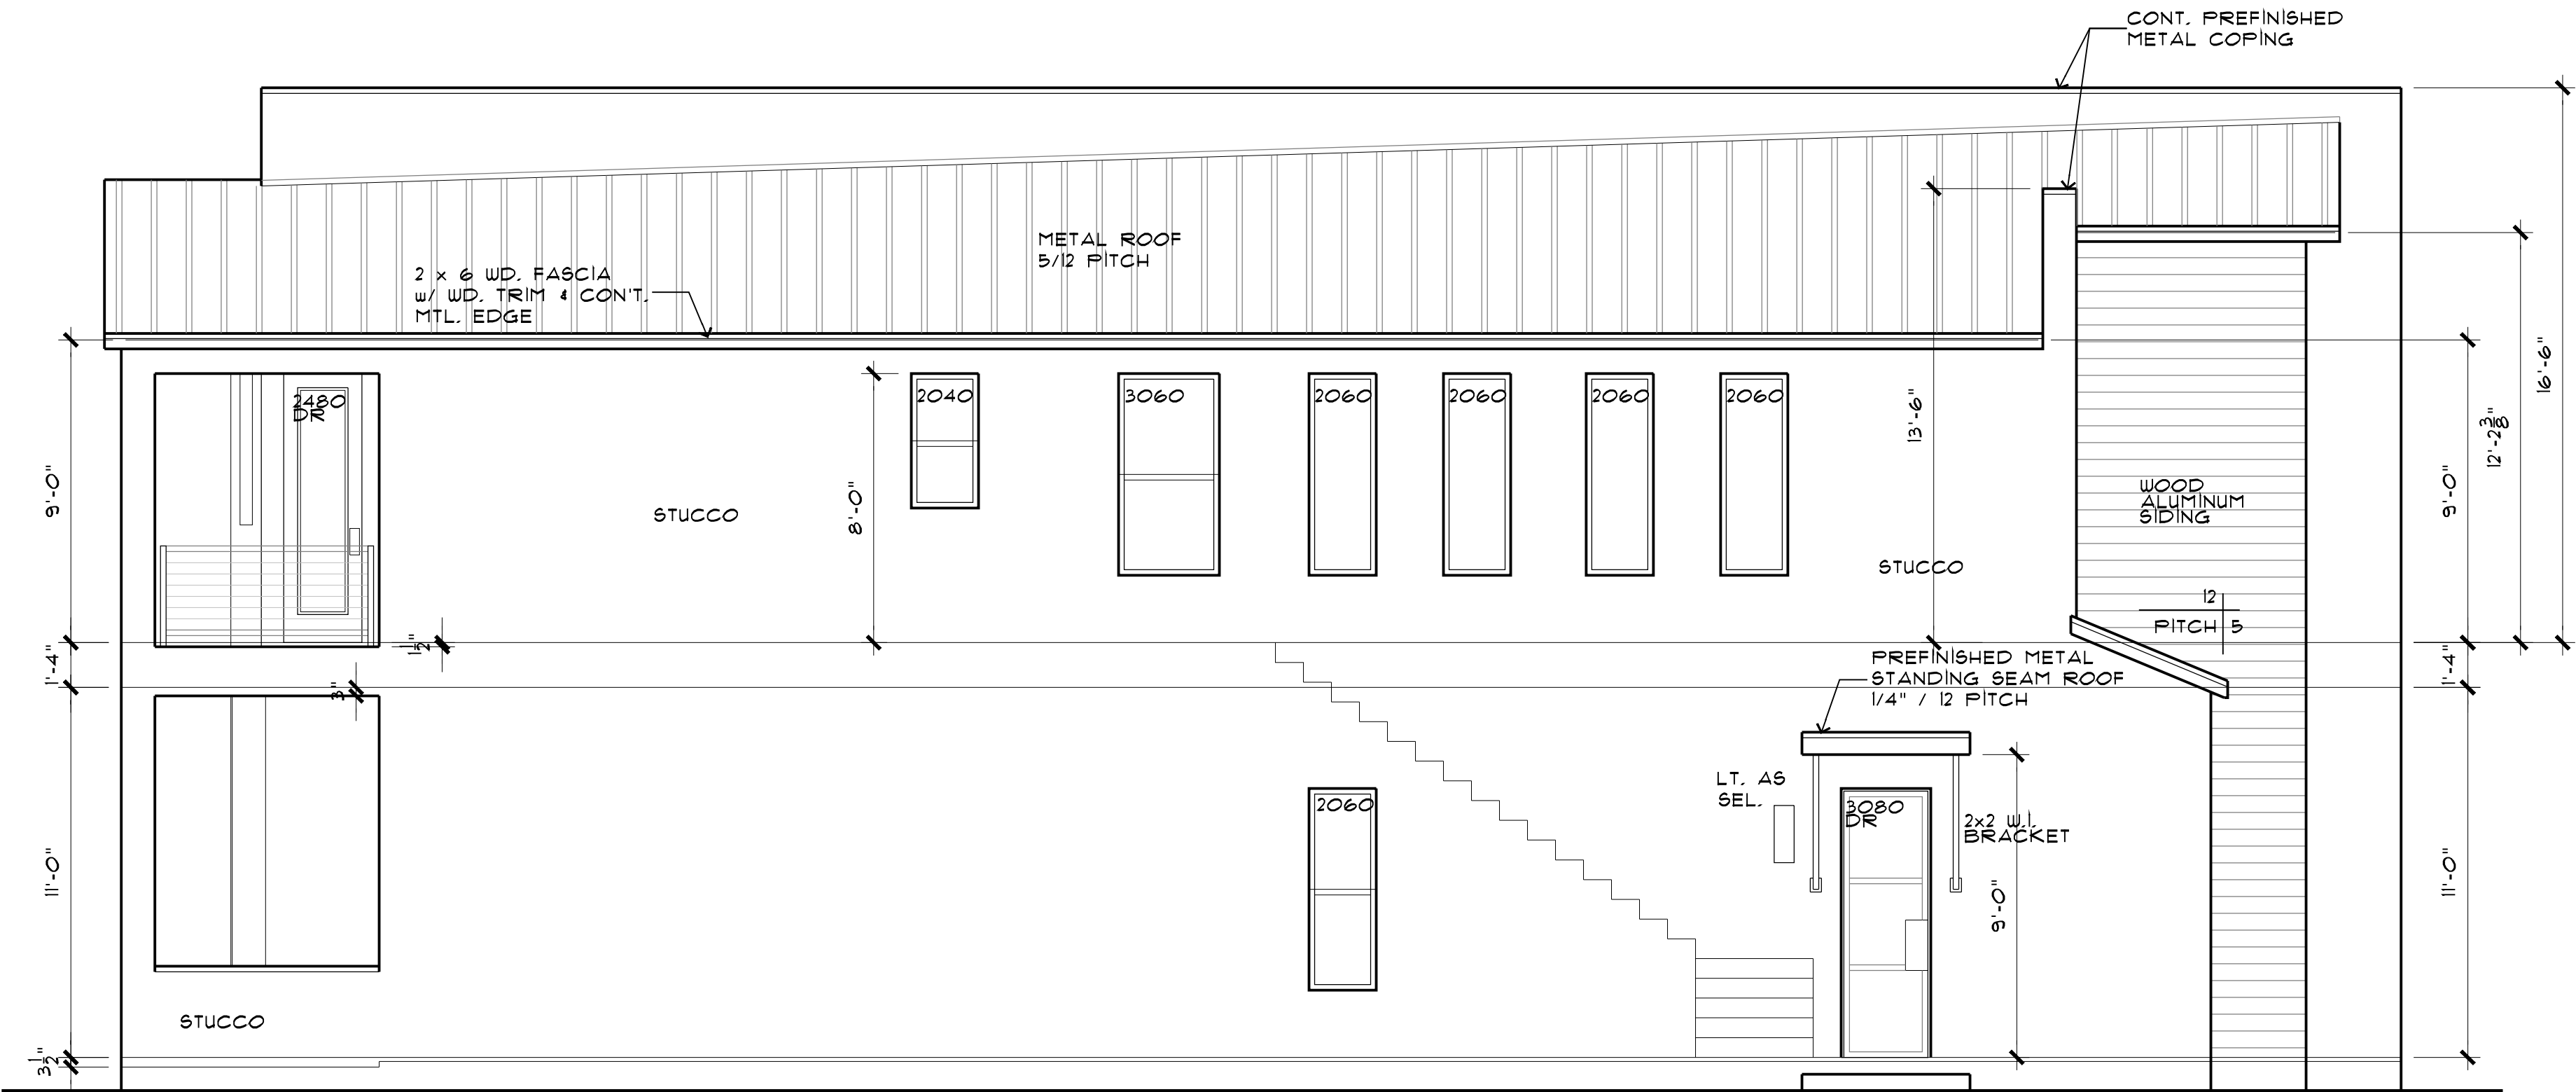 CONT. PREFINISHED
METAL COPING
METAL ROOF
5/12 PITCH
2 x 6 WD. FASCIA
w/ WD. TRIM & CON'T.
MTL. EDGE
16'-6"
2480
DR
2040
3060
2060
2060
2060
2060
13'-6"
12'-2 3/8"
9'-0"
8'-0"
9'-0"
STUCCO
WOOD
ALUMINUM
SIDING
STUCCO
12
PITCH 5
1 1/2"
1'-4"
1'-4"
3"
PREFINISHED METAL
STANDING SEAM ROOF
1/4" / 12 PITCH
LT. AS
SEL.
2060
3080
DR
2x2 W.I.
BRACKET
11'-0"
9'-0"
11'-0"
STUCCO
3 1/2"